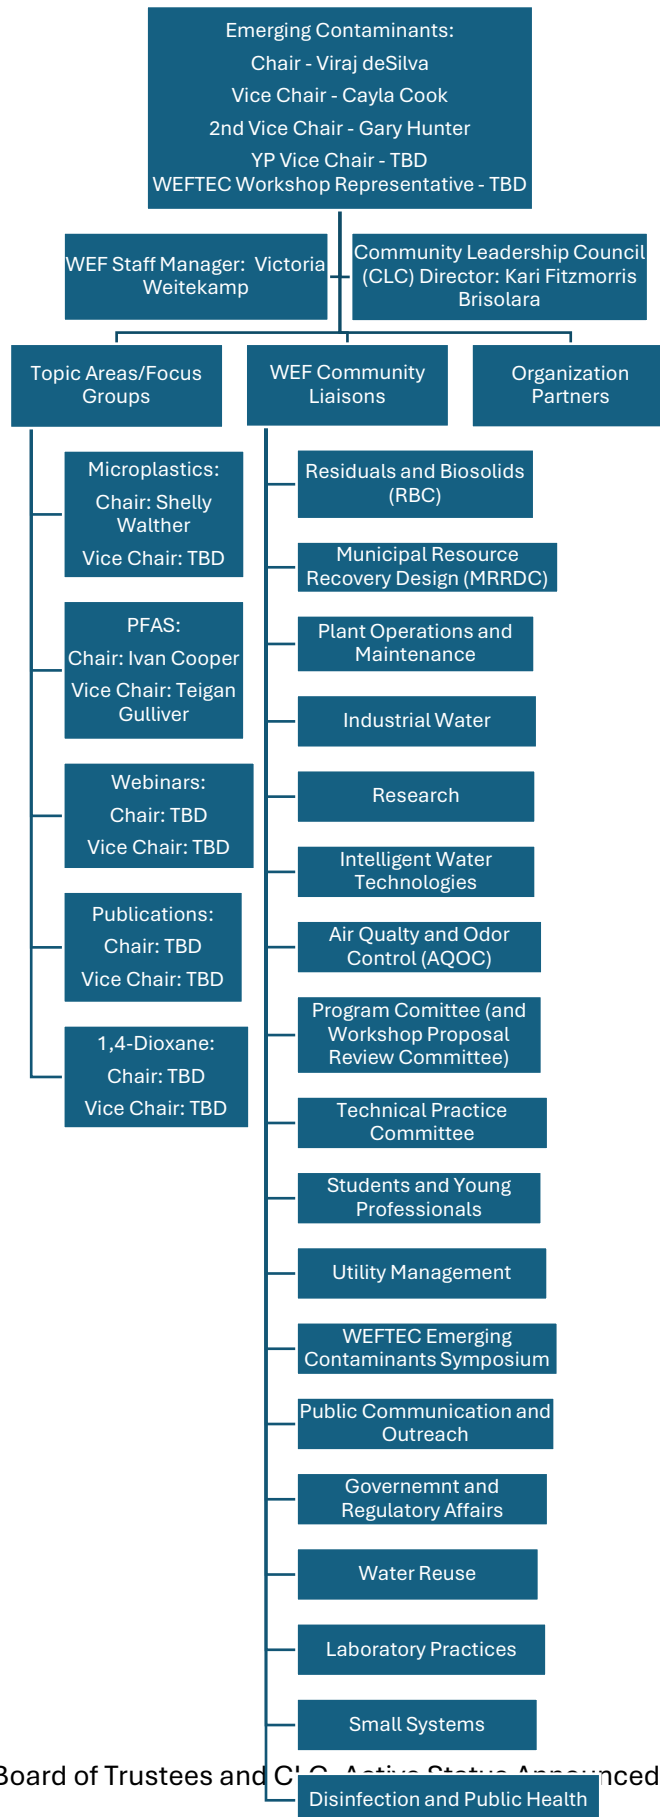 Emerging Contaminants:
Chair - Viraj deSilva
Vice Chair - Cayla Cook
2nd Vice Chair - Gary Hunter
YP Vice Chair - TBD
WEFTEC Workshop Representative - TBD
WEF Staff Manager: Victoria
Weitekamp
Community Leadership Council
(CLC) Director: Kari Fitzmorris
Brisolara
Topic Areas/Focus
Groups
WEF Community
Liaisons
Organization
Partners
Microplastics:
Chair: Shelly
Walther
Vice Chair: TBD
PFAS:
Chair: Ivan Cooper
Vice Chair: Teigan
Gulliver
Webinars:
Chair: TBD
Vice Chair: TBD
Publications:
Chair: TBD
Vice Chair: TBD
1,4-Dioxane:
Chair: TBD
Vice Chair: TBD
Residuals and Biosolids
(RBC)
Municipal Resource
Recovery Design (MRRDC)
Plant Operations and
Maintenance
Industrial Water
Research
Intelligent Water
Technologies
Air Qualty and Odor
Control (AQOC)
Program Comittee (and
Workshop Proposal
Review Committee)
Technical Practice
Committee
Students and Young
Professionals
Utility Management
WEFTEC Emerging
Contaminants Symposium
Public Communication and
Outreach
Governemnt and
Regulatory Affairs
Water Reuse
Laboratory Practices
Small Systems
Board of Trustees and CLC. Active Status Announced
Disinfection and Public Health